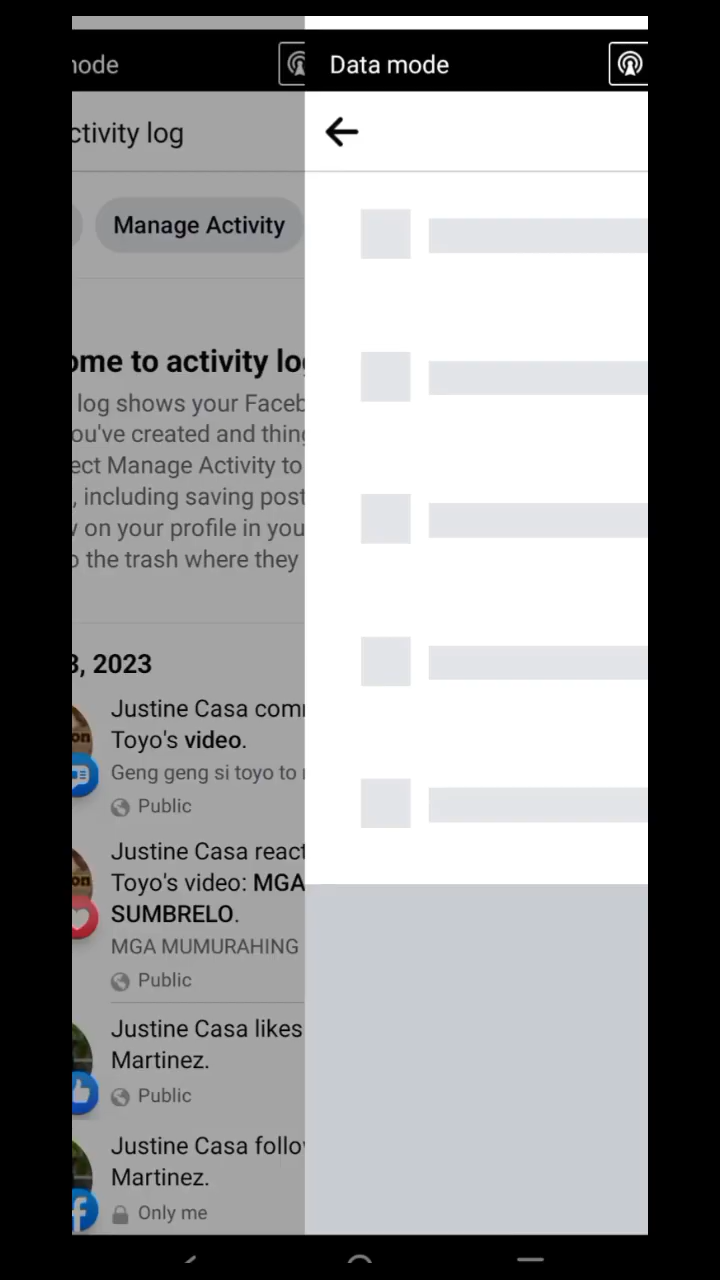 node
Data mode
ctivity log
Manage Activity
ome to activity log
log shows your Faceb
ou've created and thing
ect Manage Activity to
, including saving post
on your profile in you
o the trash where they
3, 2023
Justine Casa com
Toyo's video.
Geng geng si toyo to
Public
Justine Casa react
Toyo's video: MGA
SUMBRELO.
MGA MUMURAHING
Public
Justine Casa likes
Martinez.
Public
Justine Casa follo
Martinez.
Only me